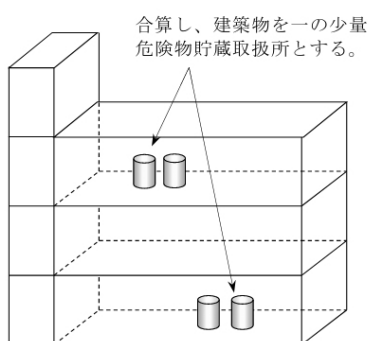 合算し、建築物を一の少量
危険物貯蔵取扱所とする。